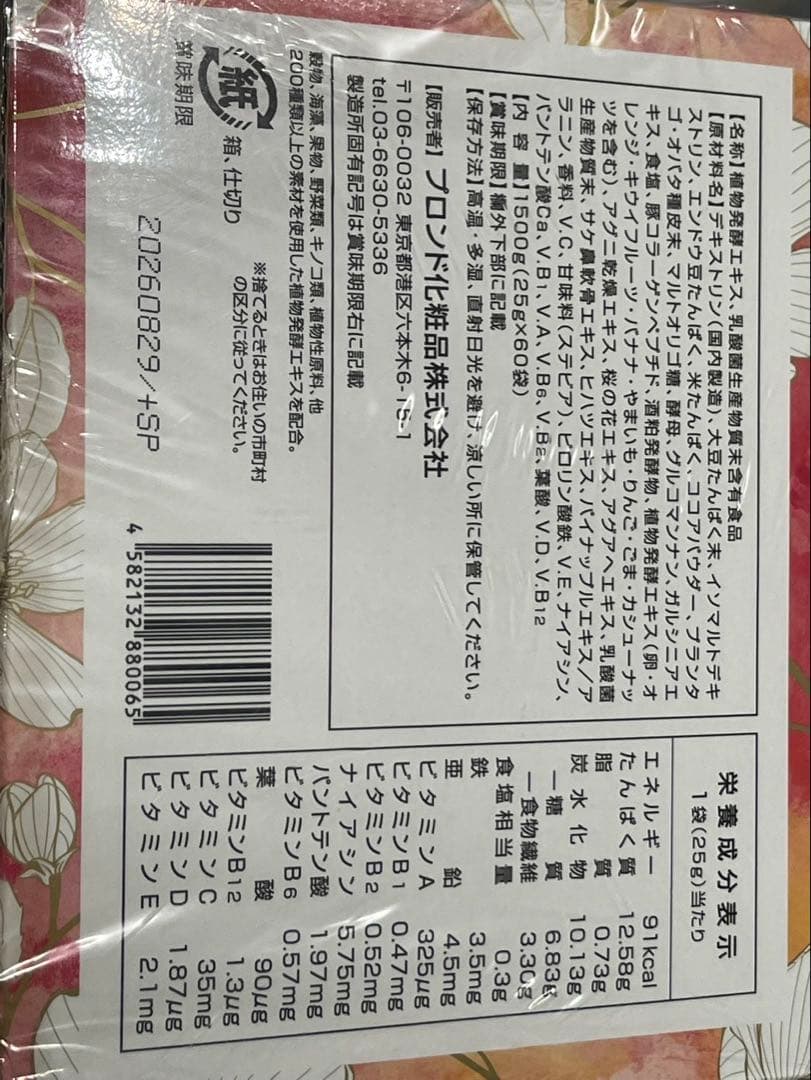 【名称】植物発酵エキス、乳酸菌生産物質末含有食品
【原材料名】デキストリン(国内製造)、大豆たんぱく末、イソマルトデキ
ストリン、エンドウ豆たんぱく、米たんぱく、ココアパウダー、プランタ
ゴ・オバタ種皮末、マルトオリゴ糖、酵母、グルコマンナン、ガルシニアエ
キス、食塩、豚コラーゲンペプチド、酒粕発酵物、植物発酵エキス(卵・オ
レンジ・キウイフルーツ・バナナ・やまいも・りんご・ごま・カシューナッ
ツを含む)、アグニ乾燥エキス、桜の花エキス、アグアヘエキス、乳酸菌
生産物質末、サケ鼻軟骨エキス、ヒハツエキス、パイナップルエキス/ア
ラニン、香料、V.C、甘味料(ステビア)、ピロリン酸鉄、V.E、ナイアシン、
パントテン酸Ca、V.B1、V.A、V.B6、V.B2、葉酸、V.D、V.B12
【内 容 量】1500g(25g×60袋)
【賞味期限】欄外下部に記載
【保存方法】高温・多湿、直射日光を避け、涼しい所に保管してください。
【販売者】ブロンド化粧品株式会社
〒106-0032 東京都港区六本木6-15-1
tel.03-6630-5336
製造所固有記号は賞味期限右に記載
穀物、海藻、果物、野菜類、キノコ類、植物性原料、他
200種類以上の素材を使用した植物発酵エキスを配合。
紙
箱、仕切り
※捨てるときはお住いの市町村
の区分に従ってください。
賞味期限
20260829/+SP
4 582132 880065
栄養成分表示
1袋(25g)当たり
エネルギー 91kcal
たんぱく質 12.58g
脂質 0.73g
炭水化物 10.13g
－糖質 6.83g
－食物繊維 3.30g
食塩相当量 0.3g
鉄 3.5mg
亜鉛 4.5mg
ビタミンA 325μg
ビタミンB1 0.47mg
ビタミンB2 0.52mg
ナイアシン 5.75mg
パントテン酸 1.97mg
ビタミンB6 0.57mg
葉酸 90μg
ビタミンB12 1.3μg
ビタミンC 35mg
ビタミンD 1.87μg
ビタミンE 2.1mg